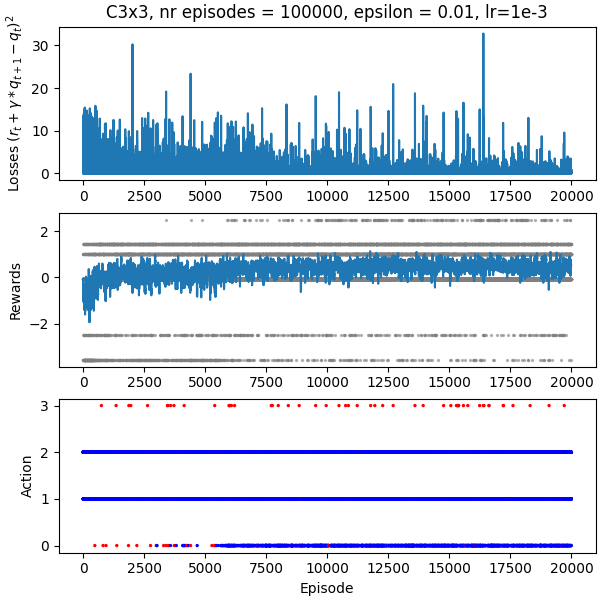 C3x3, nr episodes = 100000, epsilon = 0.01, lr=1e-3
Losses $(r_t + \gamma * q_{t+1} - q_t)^2$
30
20
10
0
0 2500 5000 7500 10000 12500 15000 17500 20000
Rewards
2
0
−2
0 2500 5000 7500 10000 12500 15000 17500 20000
Action
3
2
1
0
0 2500 5000 7500 10000 12500 15000 17500 20000
Episode